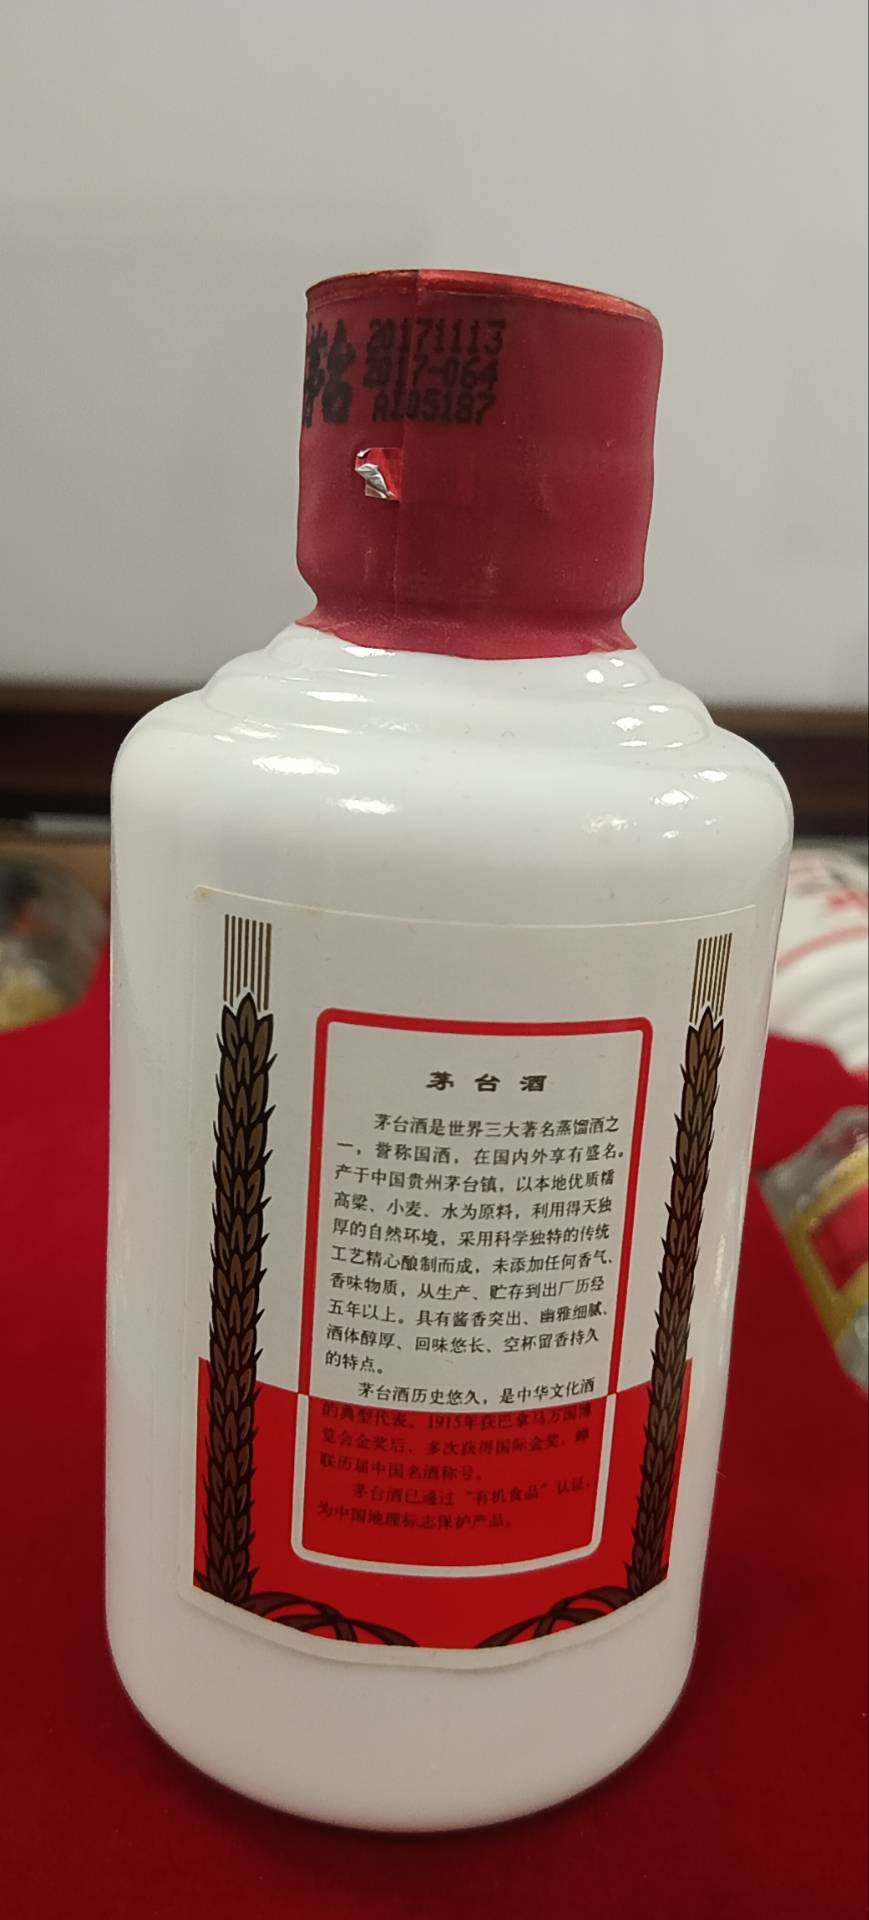 茅台
20171113
2017-064
AI05187
茅台酒
茅台酒是世界三大著名蒸馏酒之
一，誉称国酒，在国内外享有盛名。
产于中国贵州茅台镇，以本地优质糯
高粱、小麦、水为原料，利用得天独
厚的自然环境，采用科学独特的传统
工艺精心酿制而成，未添加任何香气、
香味物质，从生产、贮存到出厂历经
五年以上。具有酱香突出、幽雅细腻、
酒体醇厚、回味悠长、空杯留香持久
的特点。
茅台酒历史悠久，是中华文化酒
的典型代表。1915年获巴拿马万国博
览会金奖后，多次获得国际金奖，蝉
联历届中国名酒称号。
茅台酒已通过“有机食品”认证，
为中国地理标志保护产品。